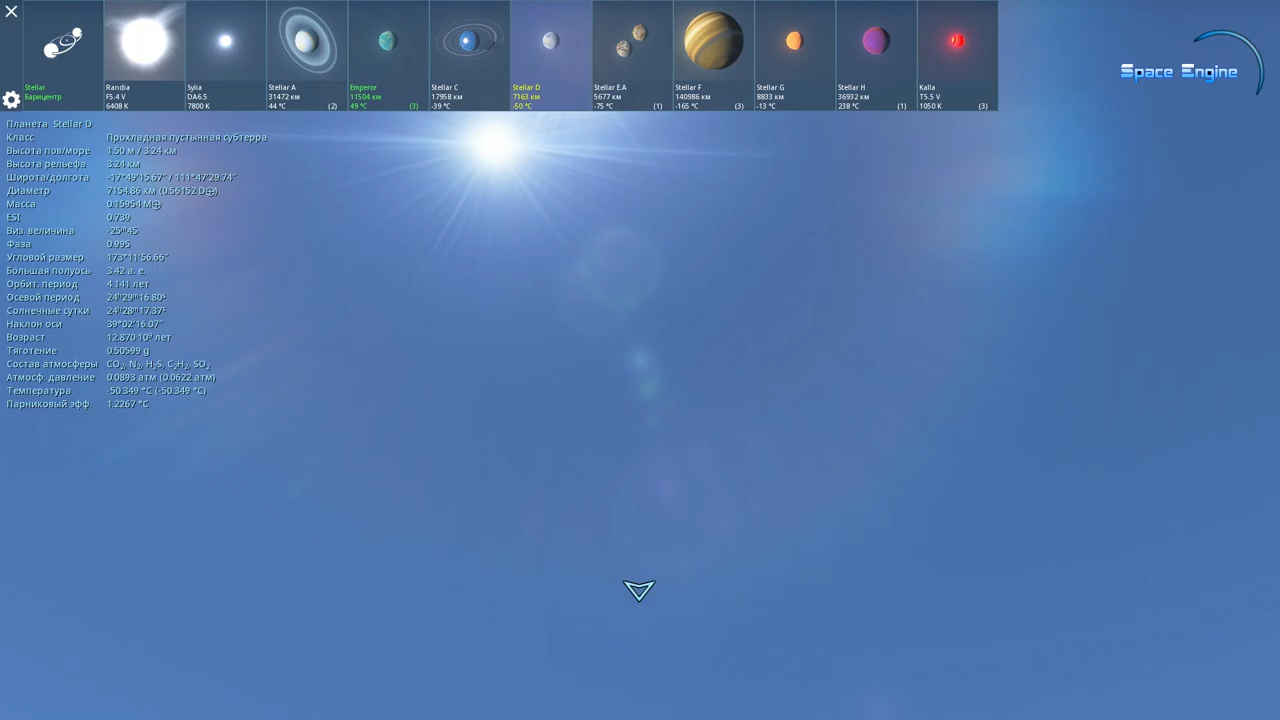 Stellar
Барицентр
Randia
F5.4 V
6408 K
Sylia
DA6.5
7800 K
Stellar A
31472 км
44 °C (2)
Emperor
11504 км
49 °C (3)
Stellar C
17958 км
-39 °C
Stellar D
7163 км
-50 °C
Stellar E.A
5677 км
-75 °C (1)
Stellar F
140986 км
-165 °C (3)
Stellar G
8833 км
-13 °C
Stellar H
36932 км
238 °C (1)
Kalla
T5.5 V
1050 K (3)
Space Engine
Планета Stellar D
Класс Прохладная пустынная субтерра
Высота пов/море 1.50 м / 3.24 км
Высота рельефа 3.24 км
Широта/долгота -17°49'15.67" / 111°47'29.74"
Диаметр 7154.86 км (0.56152 D⊕)
Масса 0.15954 M⊕
ESI 0.739
Виз. величина -25ᵐ45
Фаза 0.995
Угловой размер 173°11'56.66"
Большая полуось 3.42 а. е.
Орбит. период 4.141 лет
Осевой период 24ʰ29ᵐ16.80ˢ
Солнечные сутки 24ʰ28ᵐ17.37ˢ
Наклон оси 39°02'16.07"
Возраст 12.870·10⁹ лет
Тяготение 0.50599 g
Состав атмосферы CO₂, N₂, H₂S, C₂H₂, SO₂
Атмосф. давление 0.0893 атм (0.0622 атм)
Температура -50.349 °C (-50.349 °C)
Парниковый эфф. 1.2267 °C